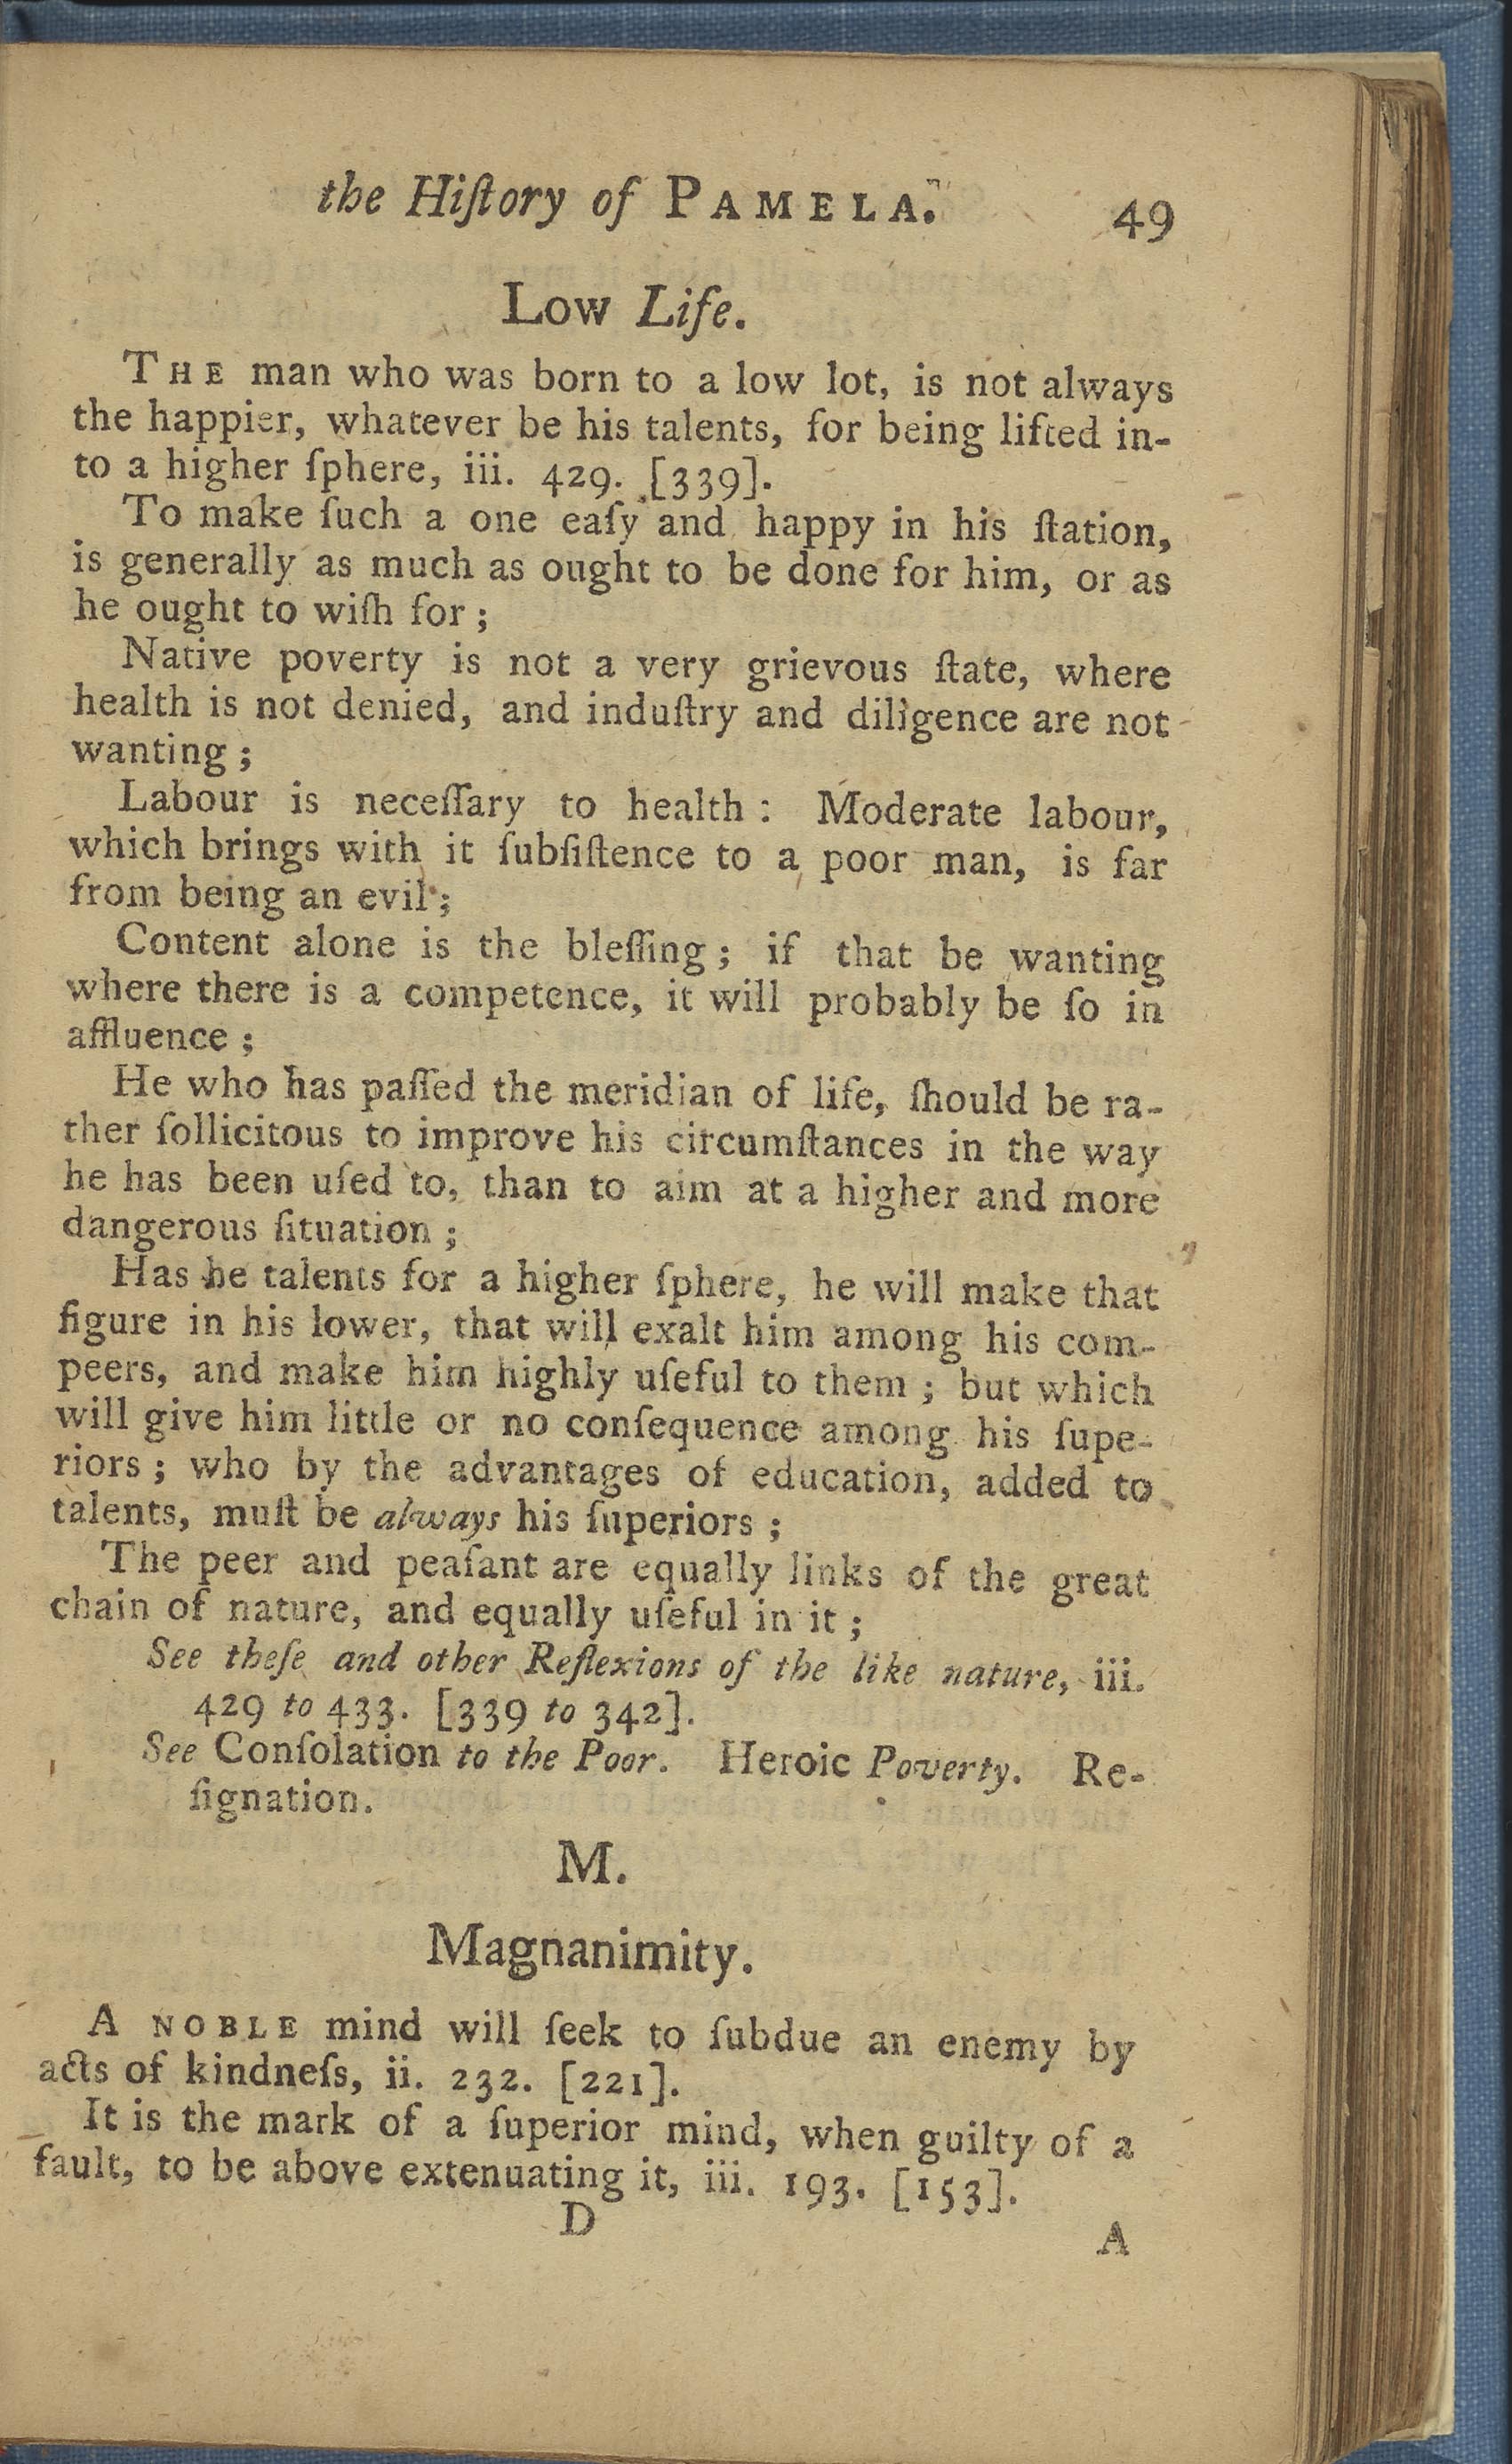 the Hiſtory of PAMELA. 49
Low Life.
THE man who was born to a low lot, is not always
the happier, whatever be his talents, for being lifted in-
to a higher ſphere, iii. 429. [339].
To make ſuch a one eaſy and happy in his ſtation,
is generally as much as ought to be done for him, or as
he ought to wiſh for;
Native poverty is not a very grievous ſtate, where
health is not denied, and induſtry and diligence are not
wanting;
Labour is neceſſary to health: Moderate labour,
which brings with it ſubſiſtence to a poor man, is far
from being an evil;
Content alone is the bleſſing; if that be wanting
where there is a competence, it will probably be ſo in
affluence;
He who has paſſed the meridian of life, ſhould be ra-
ther ſollicitous to improve his circumſtances in the way
he has been uſed to, than to aim at a higher and more
dangerous ſituation;
Has he talents for a higher ſphere, he will make that
figure in his lower, that will exalt him among his com-
peers, and make him highly uſeful to them; but which
will give him little or no conſequence among his ſupe-
riors; who by the advantages of education, added to
talents, muſt be always his ſuperiors;
The peer and peaſant are equally links of the great
chain of nature, and equally uſeful in it;
See theſe and other Reflexions of the like nature, iii.
429 to 433. [339 to 342].
See Conſolation to the Poor. Heroic Poverty. Re-
ſignation.
M.
Magnanimity.
A NOBLE mind will ſeek to ſubdue an enemy by
acts of kindneſs, ii. 232. [221].
It is the mark of a ſuperior mind, when guilty of a
fault, to be above extenuating it, iii. 193. [153].
D A